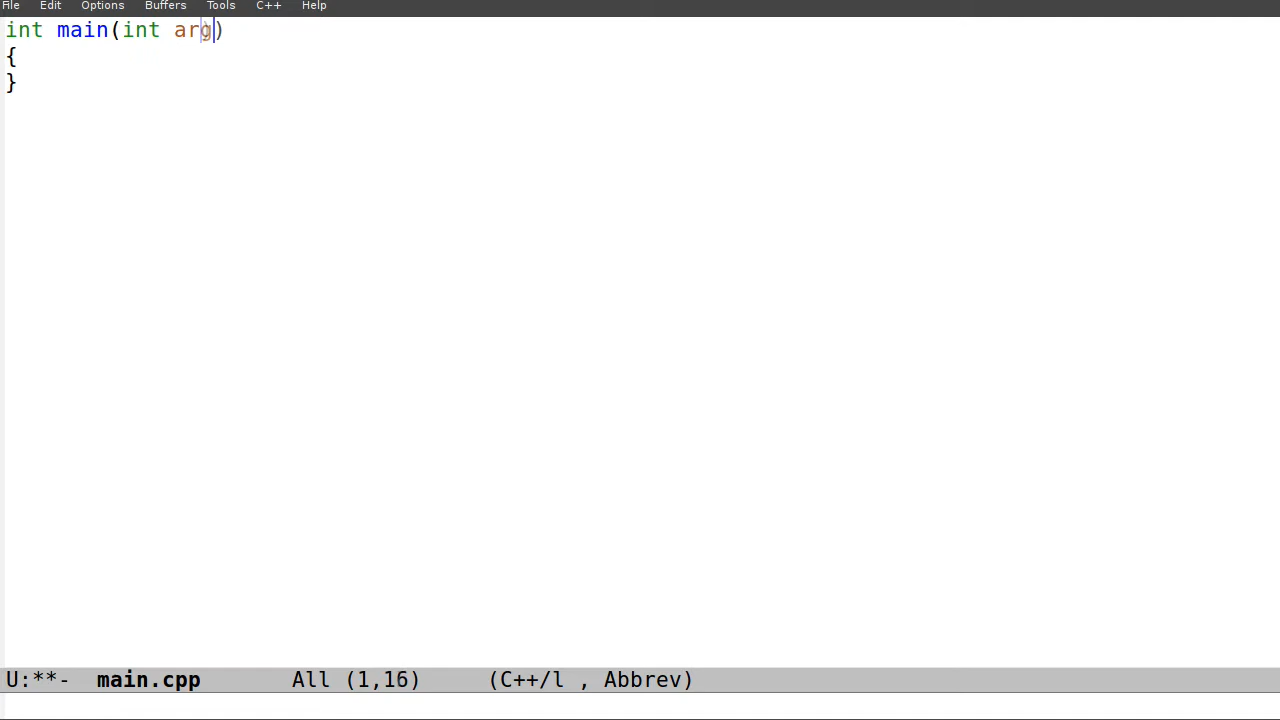 File Edit Options Buffers Tools C++ Help
int main(int arg)
{
}
U:**- main.cpp All (1,16) (C++/l , Abbrev)